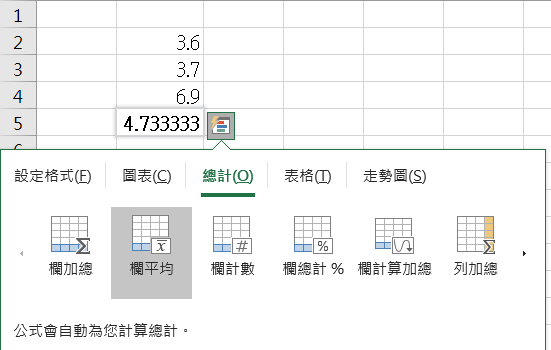 1
2 3.6
3 3.7
4 6.9
5 4.733333
設定格式(F) 圖表(C) 總計(O) 表格(T) 走勢圖(S)
欄加總 欄平均 欄計數 欄總計 % 欄計算加總 列加總
公式會自動為您計算總計。